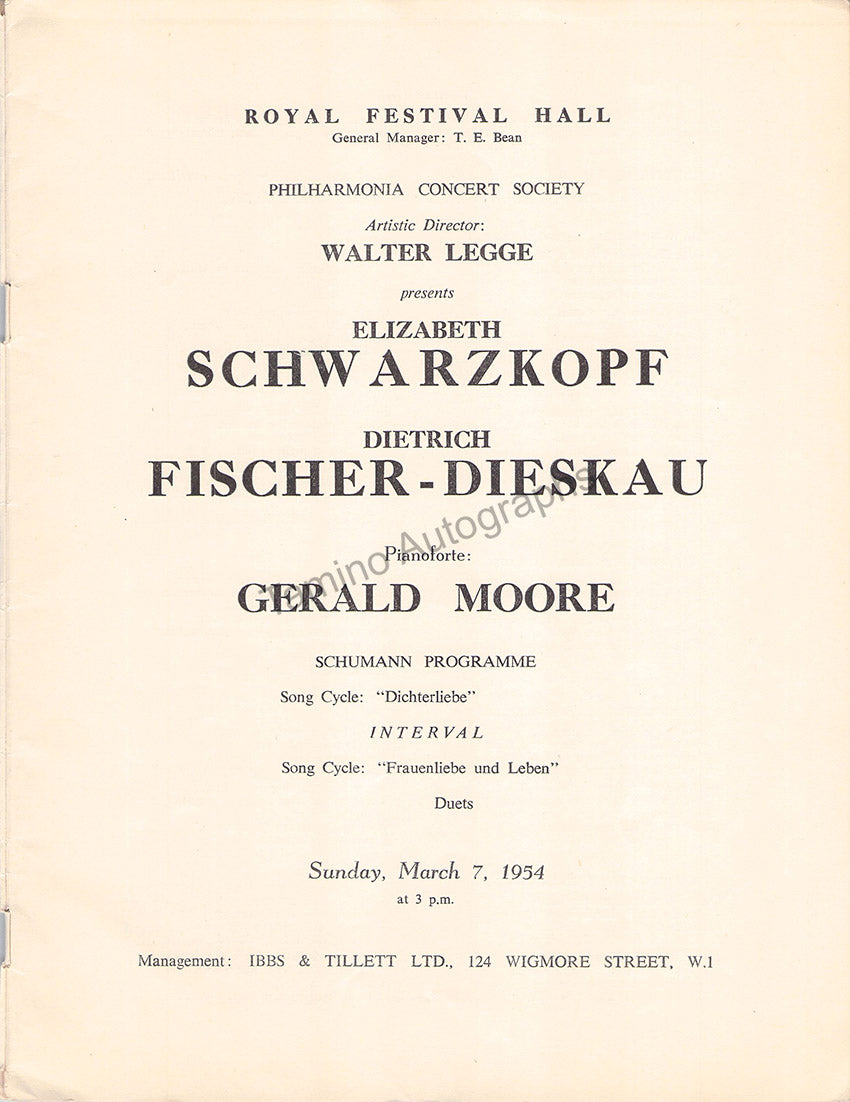 ROYAL FESTIVAL HALL
General Manager: T. E. Bean
PHILHARMONIA CONCERT SOCIETY
Artistic Director:
WALTER LEGGE
presents
ELIZABETH
SCHWARZKOPF
DIETRICH
FISCHER-DIESKAU
Tamino Autographs
Pianoforte:
GERALD MOORE
SCHUMANN PROGRAMME
Song Cycle: "Dichterliebe"
INTERVAL
Song Cycle: "Frauenliebe und Leben"
Duets
Sunday, March 7, 1954
at 3 p.m.
Management: IBBS & TILLETT LTD., 124 WIGMORE STREET, W.1